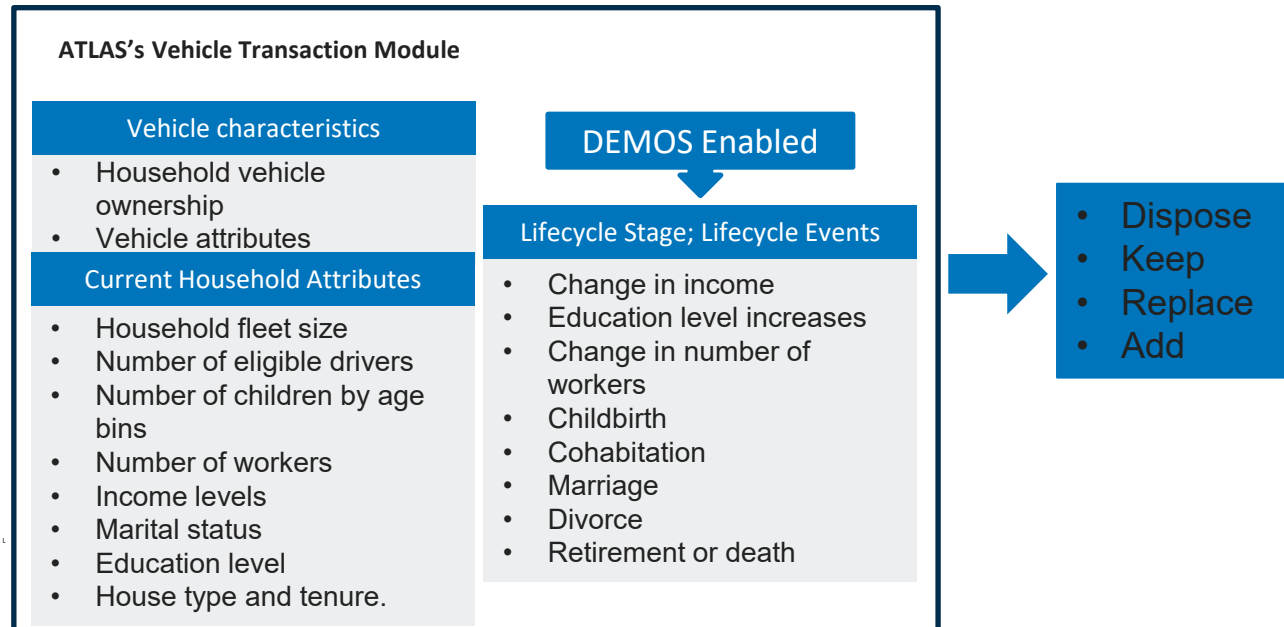 ATLAS's Vehicle Transaction Module
Vehicle characteristics
• Household vehicle
ownership
• Vehicle attributes
Current Household Attributes
• Household fleet size
• Number of eligible drivers
• Number of children by age
bins
• Number of workers
• Income levels
• Marital status
• Education level
• House type and tenure.
DEMOS Enabled
Lifecycle Stage; Lifecycle Events
• Change in income
• Education level increases
• Change in number of
workers
• Childbirth
• Cohabitation
• Marriage
• Divorce
• Retirement or death
• Dispose
• Keep
• Replace
• Add
L